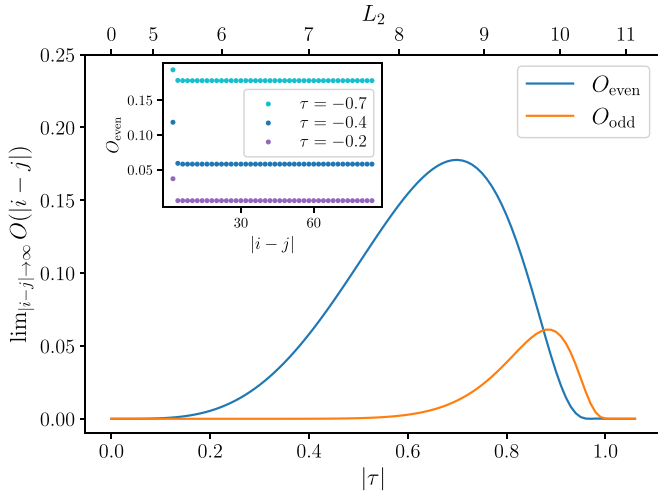 L₂
0 5 6 7 8 9 10 11
0.25
0.20
0.15
0.10
0.05
0.00
lim|i−j|→∞ O(|i − j|)
0.0 0.2 0.4 0.6 0.8 1.0
|τ|
O_even
O_odd
0.15
0.10
0.05
O_even
30 60
|i − j|
τ = −0.7
τ = −0.4
τ = −0.2